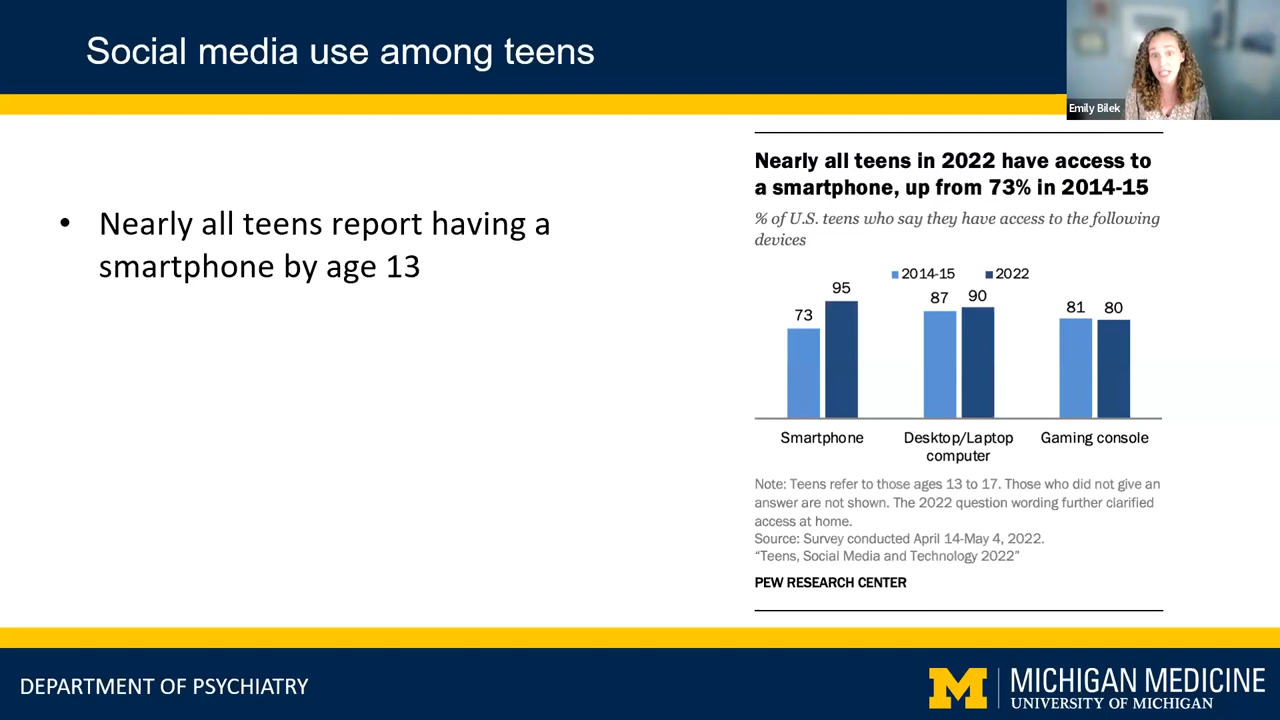 Social media use among teens
Emily Bilek
• Nearly all teens report having a
smartphone by age 13
Nearly all teens in 2022 have access to
a smartphone, up from 73% in 2014-15
% of U.S. teens who say they have access to the following
devices
2014-15 2022
73 95 87 90 81 80
Smartphone Desktop/Laptop computer Gaming console
Note: Teens refer to those ages 13 to 17. Those who did not give an
answer are not shown. The 2022 question wording further clarified
access at home.
Source: Survey conducted April 14-May 4, 2022.
“Teens, Social Media and Technology 2022”
PEW RESEARCH CENTER
DEPARTMENT OF PSYCHIATRY
M MICHIGAN MEDICINE
UNIVERSITY OF MICHIGAN